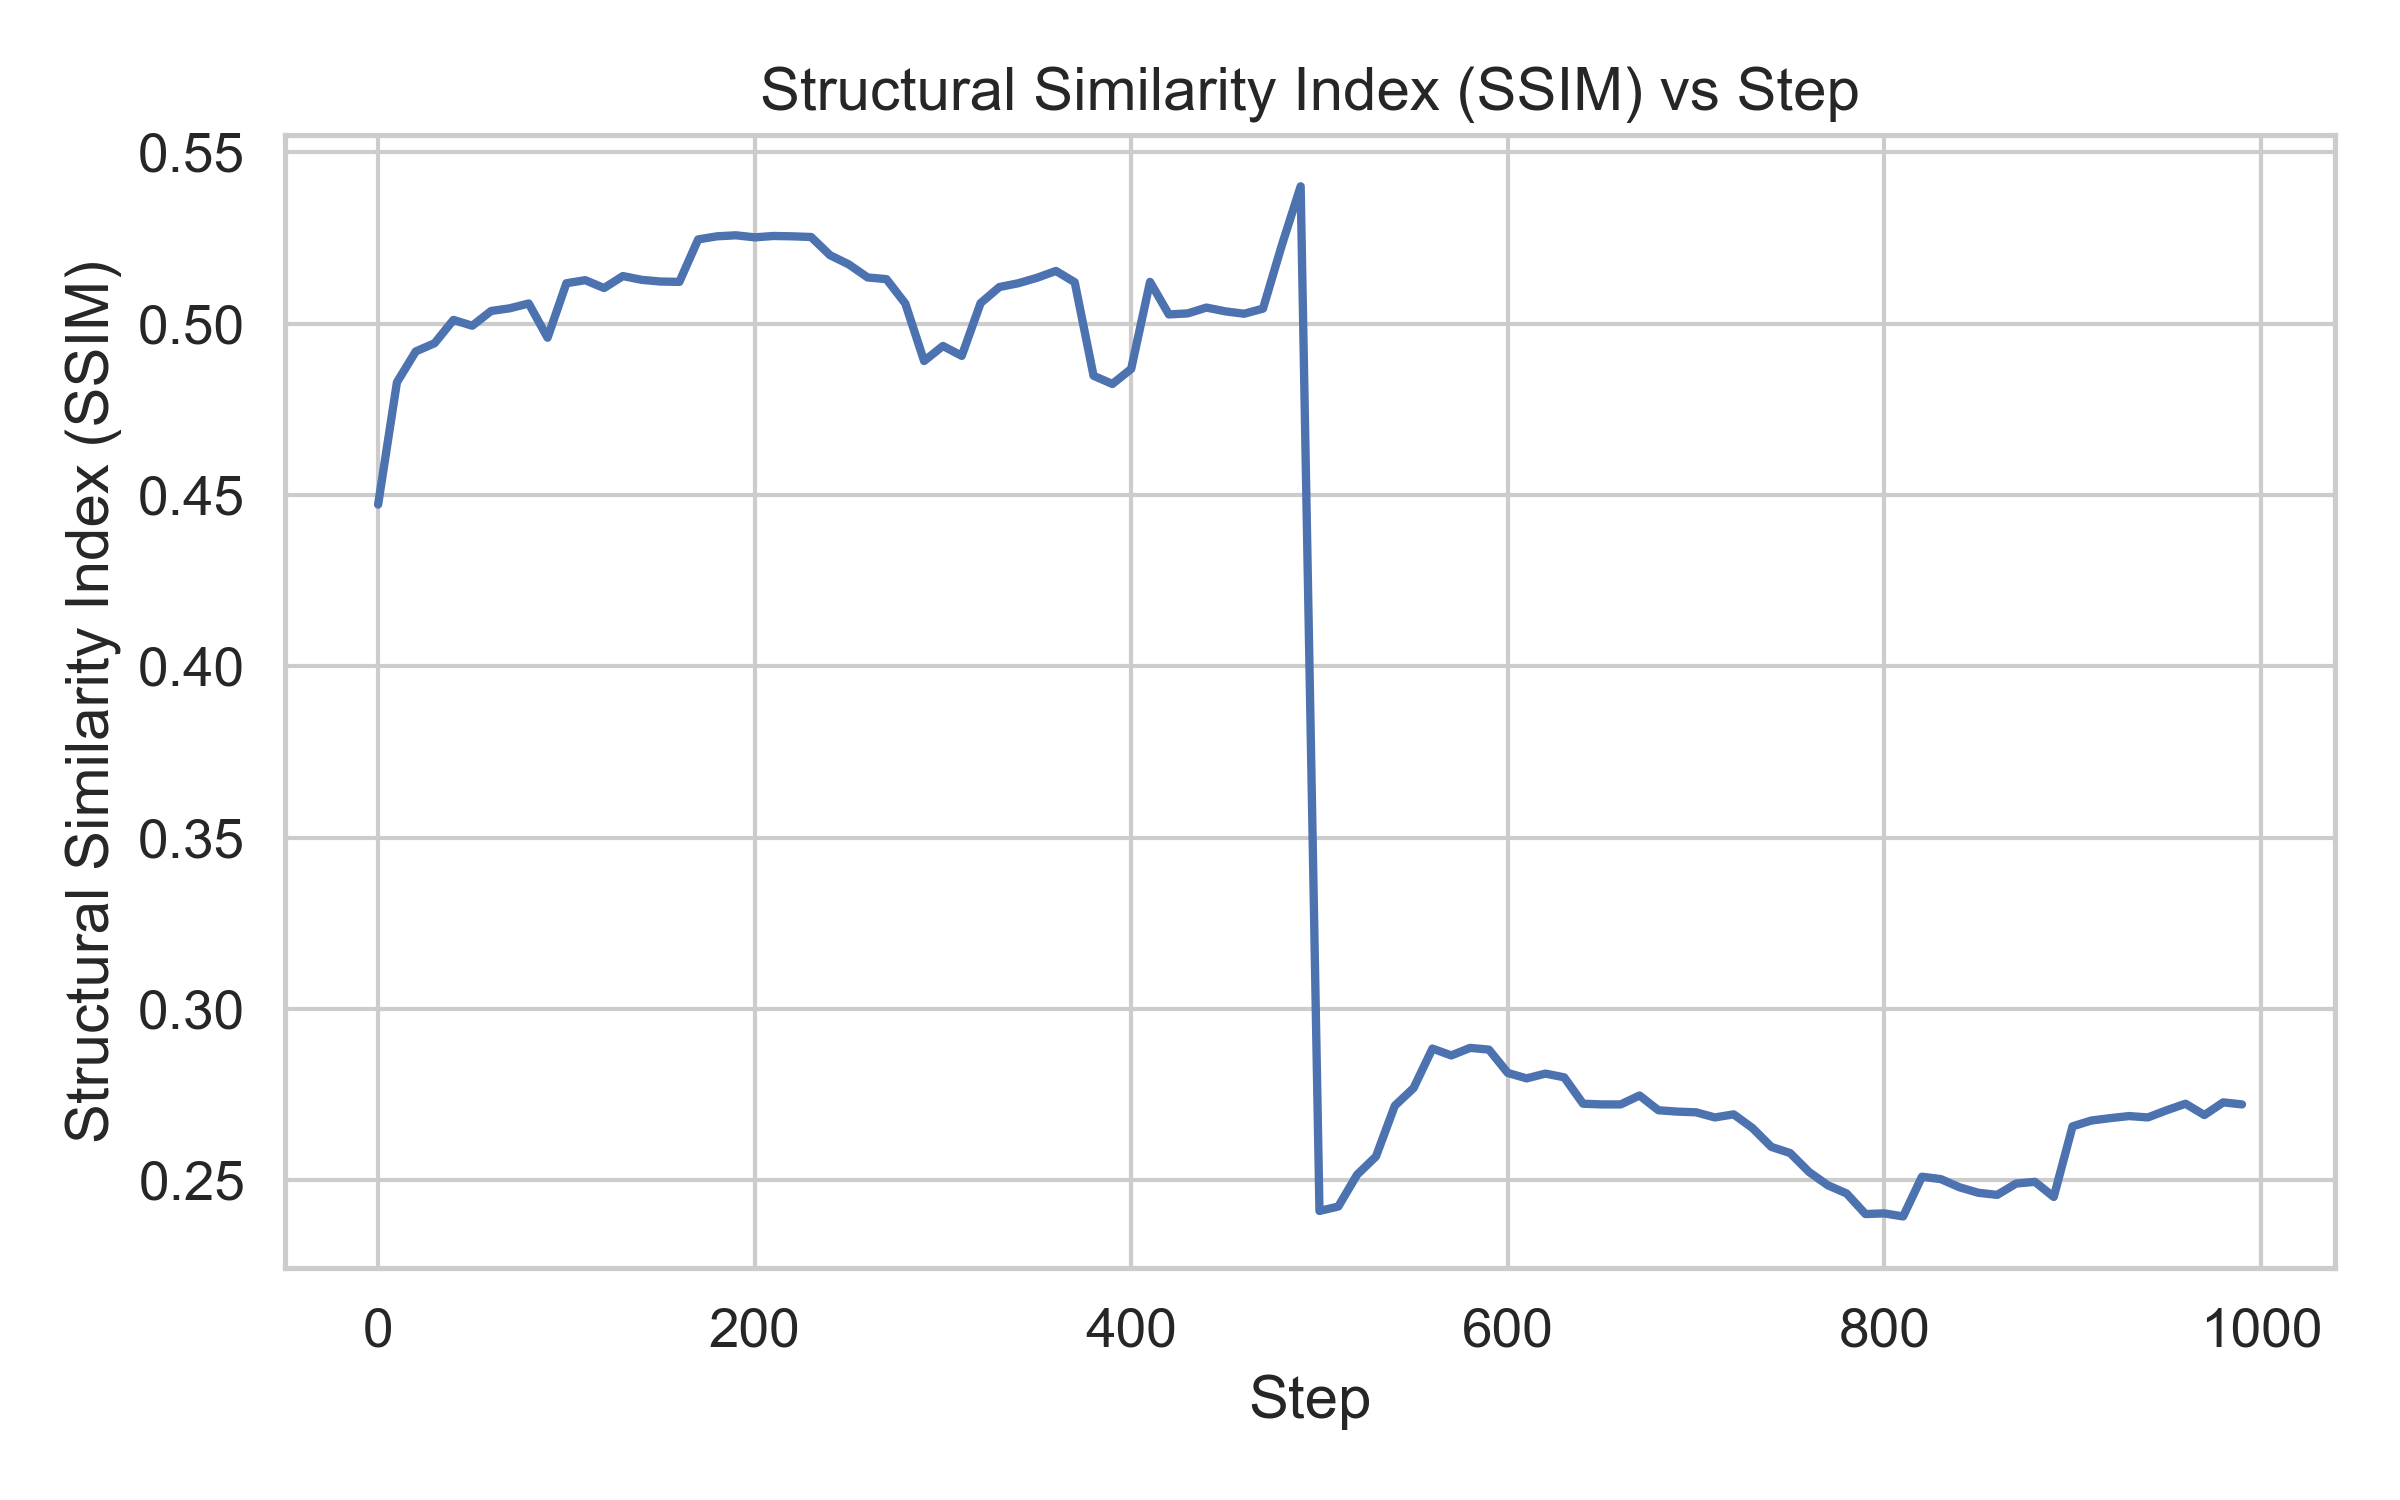 Structural Similarity Index (SSIM) vs Step
Structural Similarity Index (SSIM)
0.55
0.50
0.45
0.40
0.35
0.30
0.25
0 200 400 600 800 1000
Step